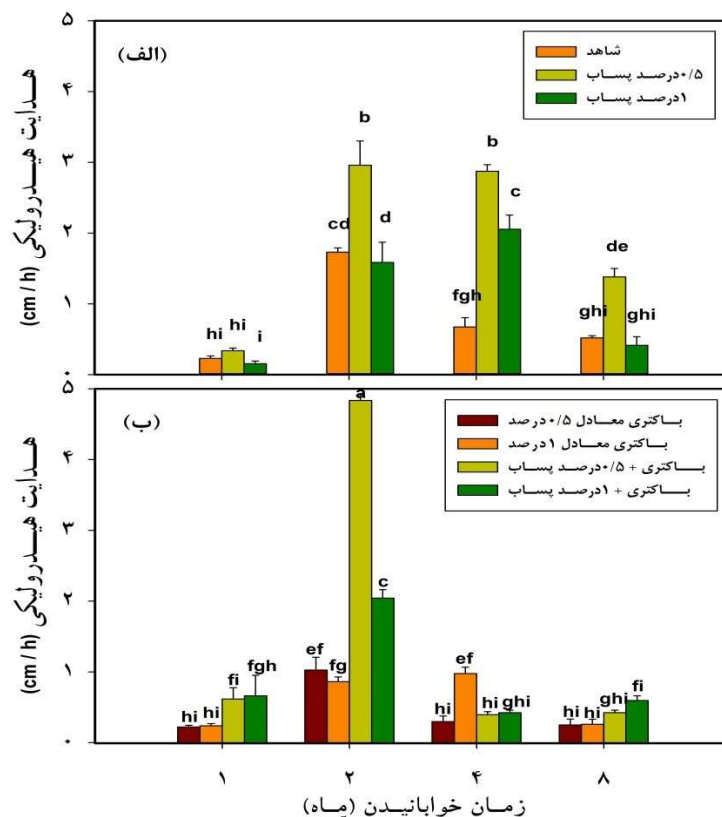 ۵
۴
۳
۲
۱
۰
هدایت هیدرولیکی (cm / h)
(الف)
شاهد
۰/۵درصد پساب
۱درصد پساب
hi hi i
cd b d
fgh b c
ghi de ghi
۵
۴
۳
۲
۱
۰
هدایت هیدرولیکی (cm / h)
(ب)
باکتری معادل ۰/۵درصد
باکتری معادل ۱درصد
باکتری + ۰/۵درصد پساب
باکتری + ۱درصد پساب
hi hi fi fgh
ef fg a c
hi ef hi ghi
hi hi ghi fi
۱ ۲ ۴ ۸
زمان خوابانیدن (ماه)